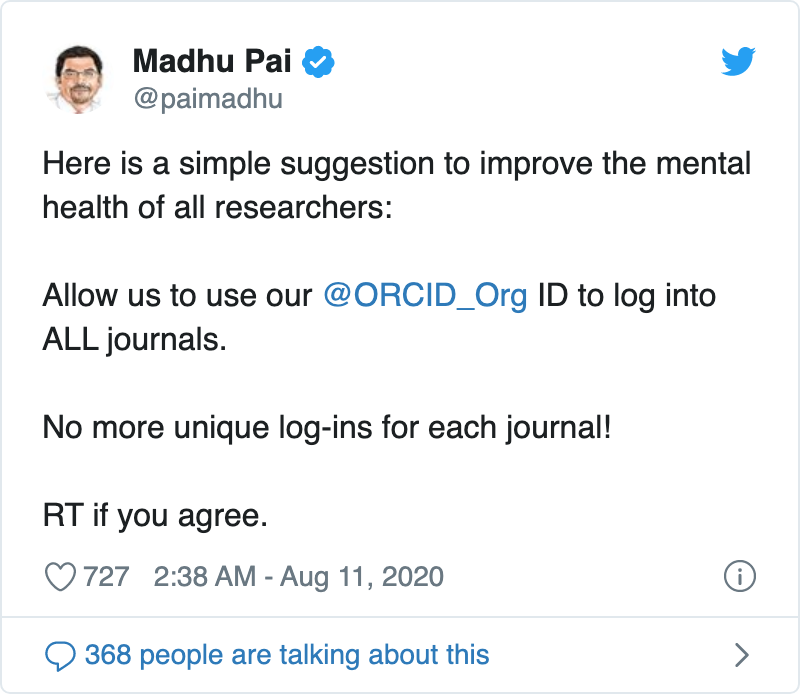 Madhu Pai
@paimadhu
Here is a simple suggestion to improve the mental
health of all researchers:
Allow us to use our @ORCID_Org ID to log into
ALL journals.
No more unique log-ins for each journal!
RT if you agree.
727 2:38 AM - Aug 11, 2020
368 people are talking about this